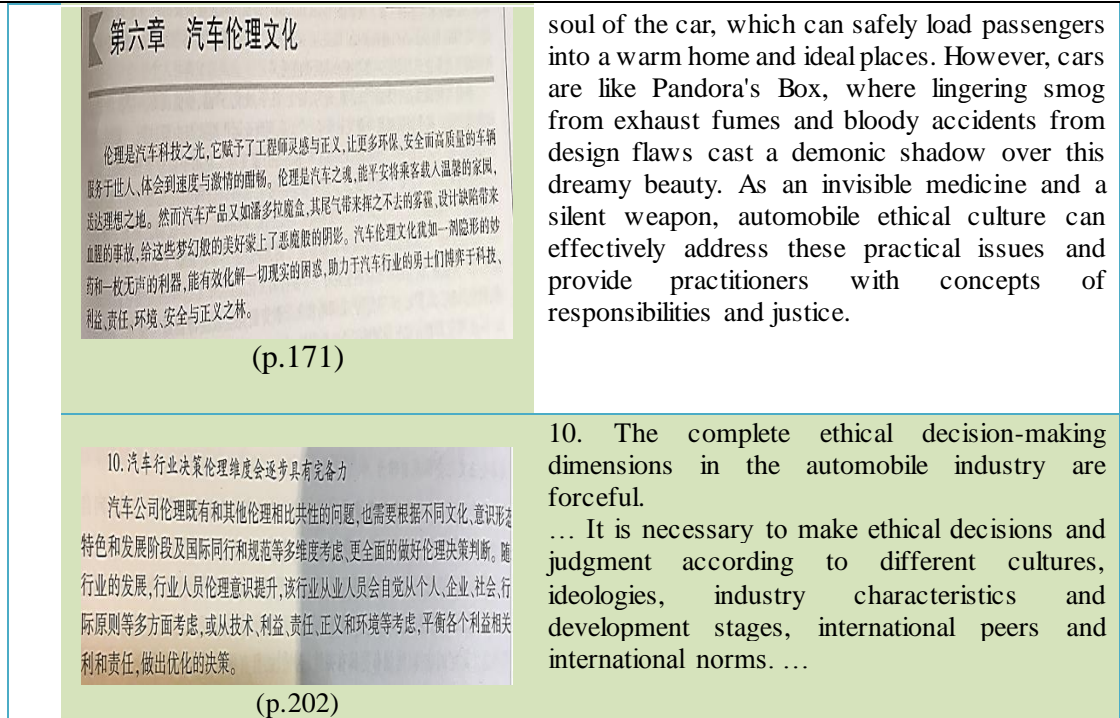 第六章 汽车伦理文化
伦理是汽车科技之光,它赋予了工程师灵感与正义,让更多环保、安全而高质量的车辆
服务于世人、体会到速度与激情的酣畅。伦理是汽车之魂,能平安将乘客载入温馨的家园,
送达理想之地。然而汽车产品又如潘多拉魔盒,其尾气带来挥之不去的雾霾,设计缺陷带来
血腥的事故,给这些梦幻般的美好蒙上了恶魔般的阴影。汽车伦理文化犹如一剂隐形的妙
药和一枚无声的利器,能有效化解一切现实的困惑,助力于汽车行业的勇士们博弈于科技、
利益、责任、环境、安全与正义之林。
(p.171)
soul of the car, which can safely load passengers
into a warm home and ideal places. However, cars
are like Pandora's Box, where lingering smog
from exhaust fumes and bloody accidents from
design flaws cast a demonic shadow over this
dreamy beauty. As an invisible medicine and a
silent weapon, automobile ethical culture can
effectively address these practical issues and
provide practitioners with concepts of
responsibilities and justice.
10.汽车行业决策伦理维度会逐步具有完备力
汽车公司伦理既有和其他伦理相比共性的问题,也需要根据不同文化、意识形态
特色和发展阶段及国际同行和规范等多维度考虑、更全面的做好伦理决策判断。随
行业的发展,行业人员伦理意识提升,该行业从业人员会自觉从个人、企业、社会、行
际原则等多方面考虑,或从技术、利益、责任、正义和环境等考虑,平衡各个利益相关
利和责任,做出优化的决策。
(p.202)
10. The complete ethical decision-making
dimensions in the automobile industry are
forceful.
… It is necessary to make ethical decisions and
judgment according to different cultures,
ideologies, industry characteristics and
development stages, international peers and
international norms. …